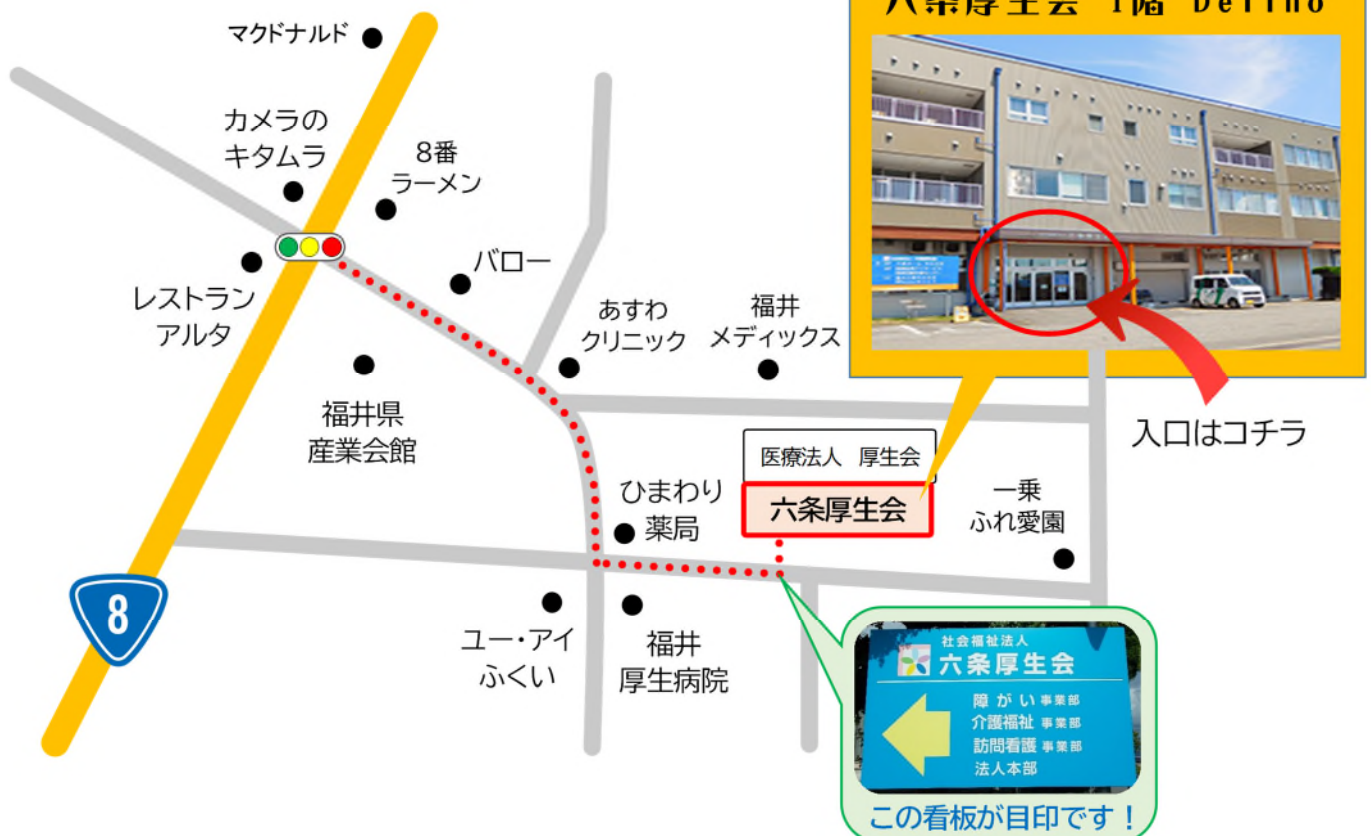 六条厚生会 1階 Delino
マクドナルド
カメラの
キタムラ
8番
ラーメン
バロー
レストラン
アルタ
あすわ
クリニック
福井
メディックス
福井県
産業会館
入口はコチラ
医療法人 厚生会
六条厚生会
ひまわり
薬局
一乗
ふれ愛園
8
ユー・アイ
ふくい
福井
厚生病院
社会福祉法人
六条厚生会
障がい事業部
介護福祉 事業部
訪問看護 事業部
法人本部
この看板が目印です！